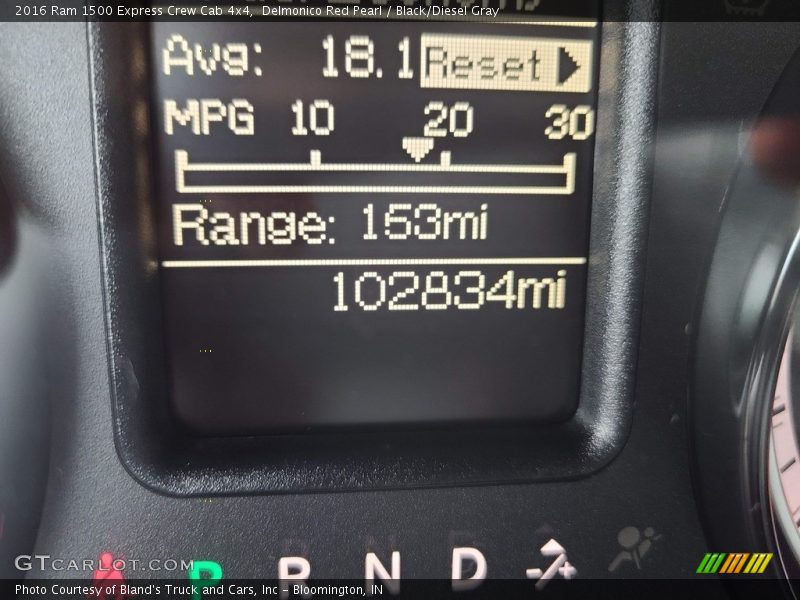 2016 Ram 1500 Express Crew Cab 4x4, Delmonico Red Pearl / Black/Diesel Gray
Avg: 18.1 Reset
MPG 10 20 30
Range: 163mi
102834mi
P R N D
GTCARLOT.COM
Photo Courtesy of Bland's Truck and Cars, Inc – Bloomington, IN